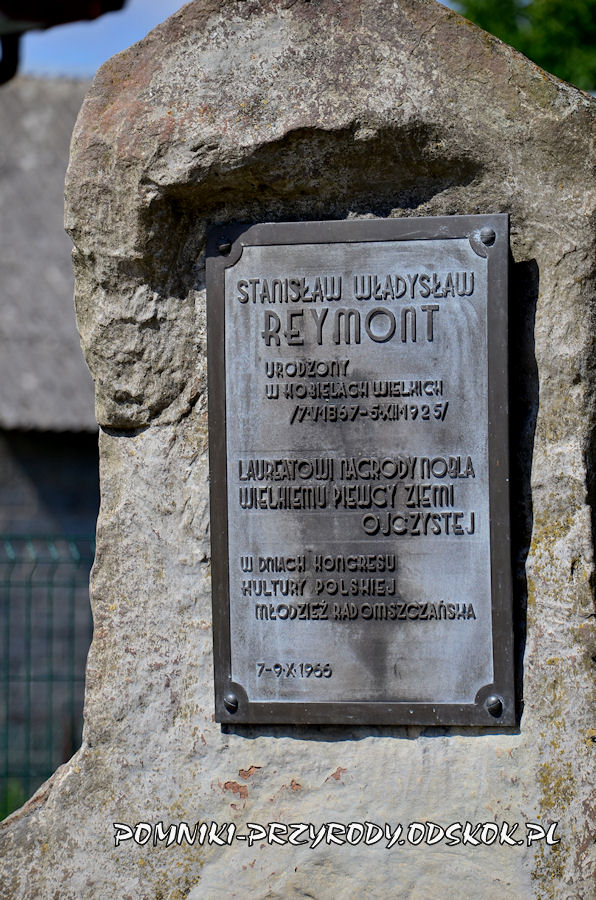 STANISŁAW WŁADYSŁAW
REYMONT
URODZONY
W KOBIELACH WIELKICH
/7·V·1867-5·XII·1925/
LAUREATOWI NAGRODY NOBLA
WIELKIEMU PIEWCY ZIEMI
OJCZYSTEJ
W DNIACH KONGRESU
KULTURY POLSKIEJ
MŁODZIEŻ RADOMSZCZAŃSKA
7-9·X·1966
POMNIKI-PRZYRODY.ODSKOK.PL